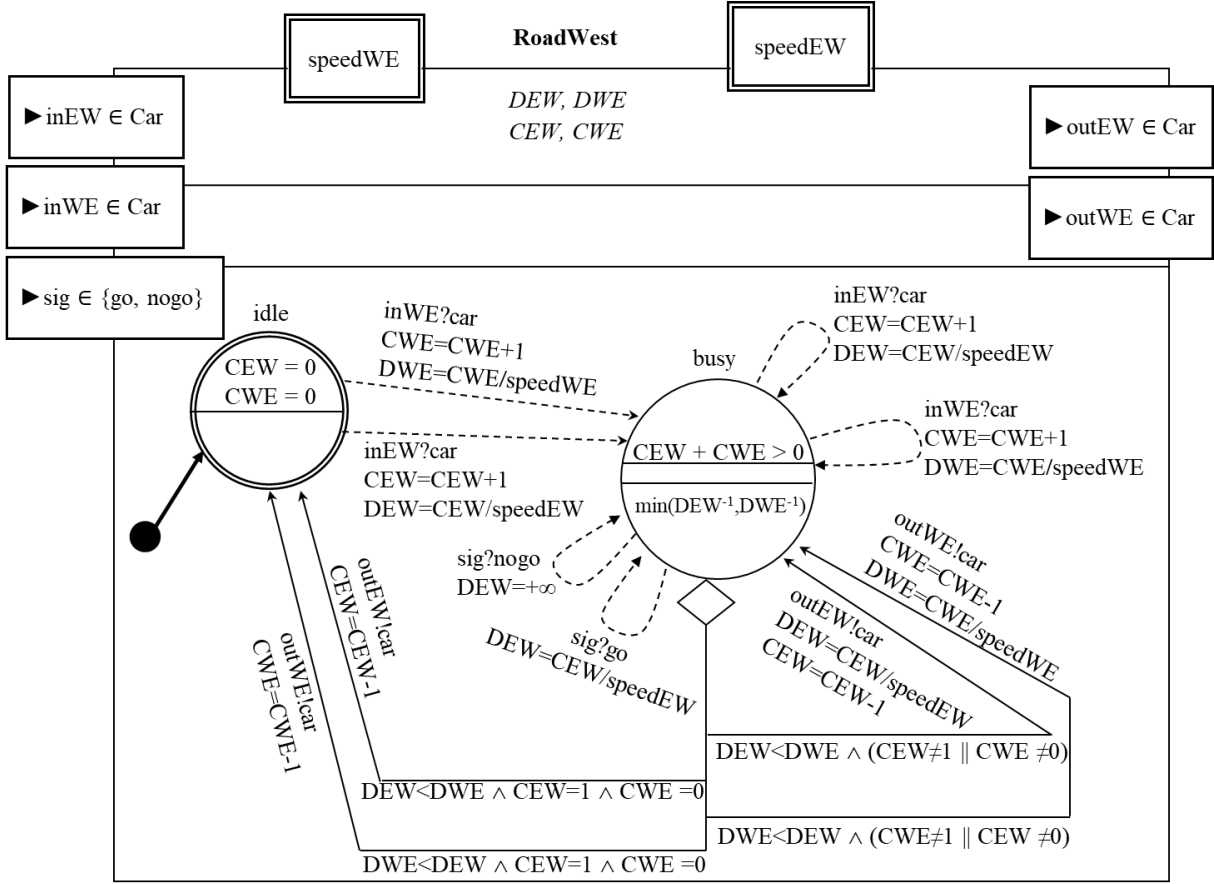 speedWE
RoadWest
speedEW
DEW, DWE
CEW, CWE
►inEW ∈ Car
►inWE ∈ Car
►sig ∈ {go, nogo}
►outEW ∈ Car
►outWE ∈ Car
idle
CEW = 0
CWE = 0
inWE?car
CWE=CWE+1
DWE=CWE/speedWE
inEW?car
CEW=CEW+1
DEW=CEW/speedEW
busy
CEW + CWE > 0
min(DEW⁻¹,DWE⁻¹)
inEW?car
CEW=CEW+1
DEW=CEW/speedEW
inWE?car
CWE=CWE+1
DWE=CWE/speedWE
sig?nogo
DEW=+∞
sig?go
DEW=CEW/speedEW
outWE!car
CWE=CWE-1
DWE=CWE/speedWE
outEW!car
DEW=CEW/speedEW
CEW=CEW-1
outEW!car
CEW=CEW-1
outWE!car
CWE=CWE-1
DEW<DWE ∧ (CEW≠1 || CWE ≠0)
DEW<DWE ∧ CEW=1 ∧ CWE =0
DWE<DEW ∧ (CWE≠1 || CEW ≠0)
DWE<DEW ∧ CEW=1 ∧ CWE =0